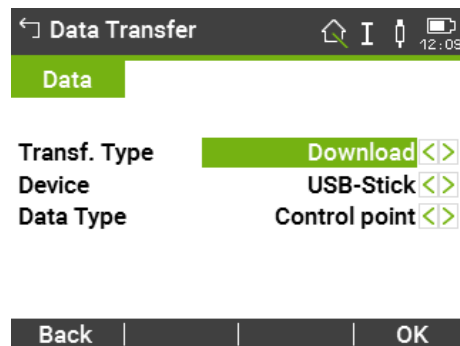 Data Transfer
12:09
Data
Transf. Type Download
Device USB-Stick
Data Type Control point
Back OK